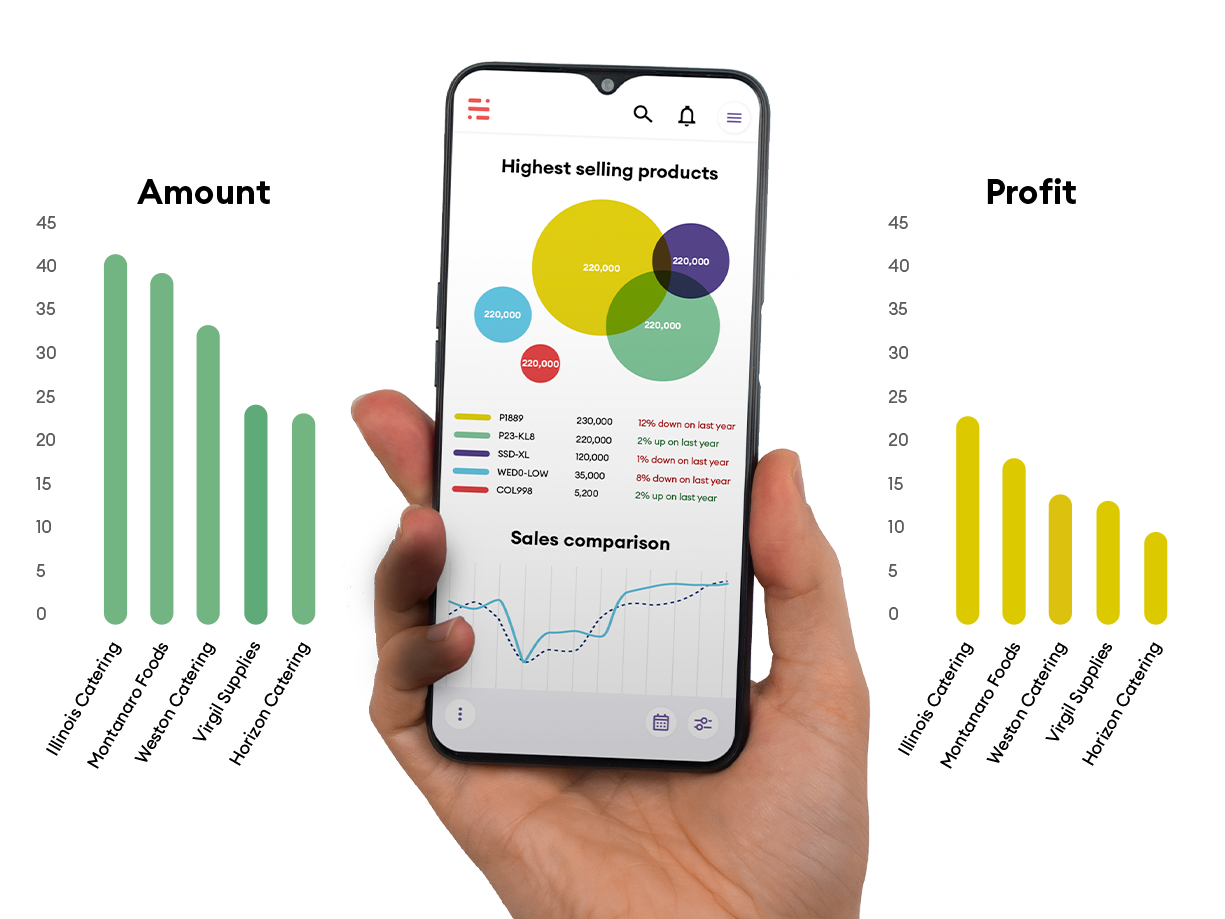 Amount
45
40
35
30
25
20
15
10
5
0
Illinois Catering
Montanaro Foods
Weston Catering
Virgil Supplies
Horizon Catering
Highest selling products
220,000
220,000
220,000
220,000
220,000
P1889 230,000 12% down on last year
P23-KL8 220,000 2% up on last year
SSD-XL 120,000 1% down on last year
WED0-LOW 35,000 8% down on last year
COL998 5,200 2% up on last year
Sales comparison
Profit
45
40
35
30
25
20
15
10
5
0
Illinois Catering
Montanaro Foods
Weston Catering
Virgil Supplies
Horizon Catering